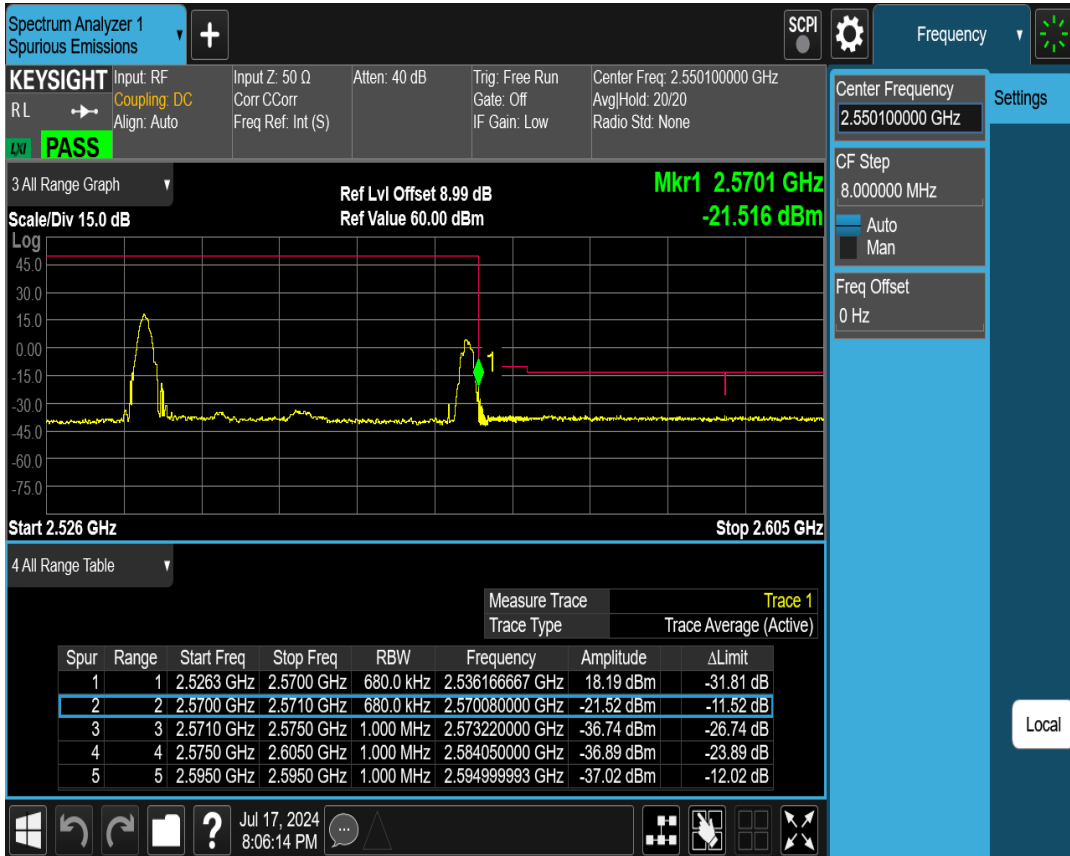 Spectrum Analyzer 1
Spurious Emissions
SCPI
Frequency
KEYSIGHT
RL
LXI
PASS
Input: RF
Coupling: DC
Align: Auto
Input Z: 50 Ω
Corr CCorr
Freq Ref: Int (S)
Atten: 40 dB
Trig: Free Run
Gate: Off
IF Gain: Low
Center Freq: 2.550100000 GHz
Avg|Hold: 20/20
Radio Std: None
Center Frequency
2.550100000 GHz
Settings
CF Step
8.000000 MHz
Auto
Man
Freq Offset
0 Hz
Local
3 All Range Graph
Ref Lvl Offset 8.99 dB
Mkr1 2.5701 GHz
Scale/Div 15.0 dB
Ref Value 60.00 dBm
-21.516 dBm
Log
45.0
30.0
15.0
0.00
-15.0
-30.0
-45.0
-60.0
-75.0
1
Start 2.526 GHz
Stop 2.605 GHz
4 All Range Table
Measure Trace Trace 1
Trace Type Trace Average (Active)
Spur Range Start Freq Stop Freq RBW Frequency Amplitude ΔLimit
1 1 2.5263 GHz 2.5700 GHz 680.0 kHz 2.536166667 GHz 18.19 dBm -31.81 dB
2 2 2.5700 GHz 2.5710 GHz 680.0 kHz 2.570080000 GHz -21.52 dBm -11.52 dB
3 3 2.5710 GHz 2.5750 GHz 1.000 MHz 2.573220000 GHz -36.74 dBm -26.74 dB
4 4 2.5750 GHz 2.6050 GHz 1.000 MHz 2.584050000 GHz -36.89 dBm -23.89 dB
5 5 2.5950 GHz 2.5950 GHz 1.000 MHz 2.594999993 GHz -37.02 dBm -12.02 dB
Jul 17, 2024
8:06:14 PM